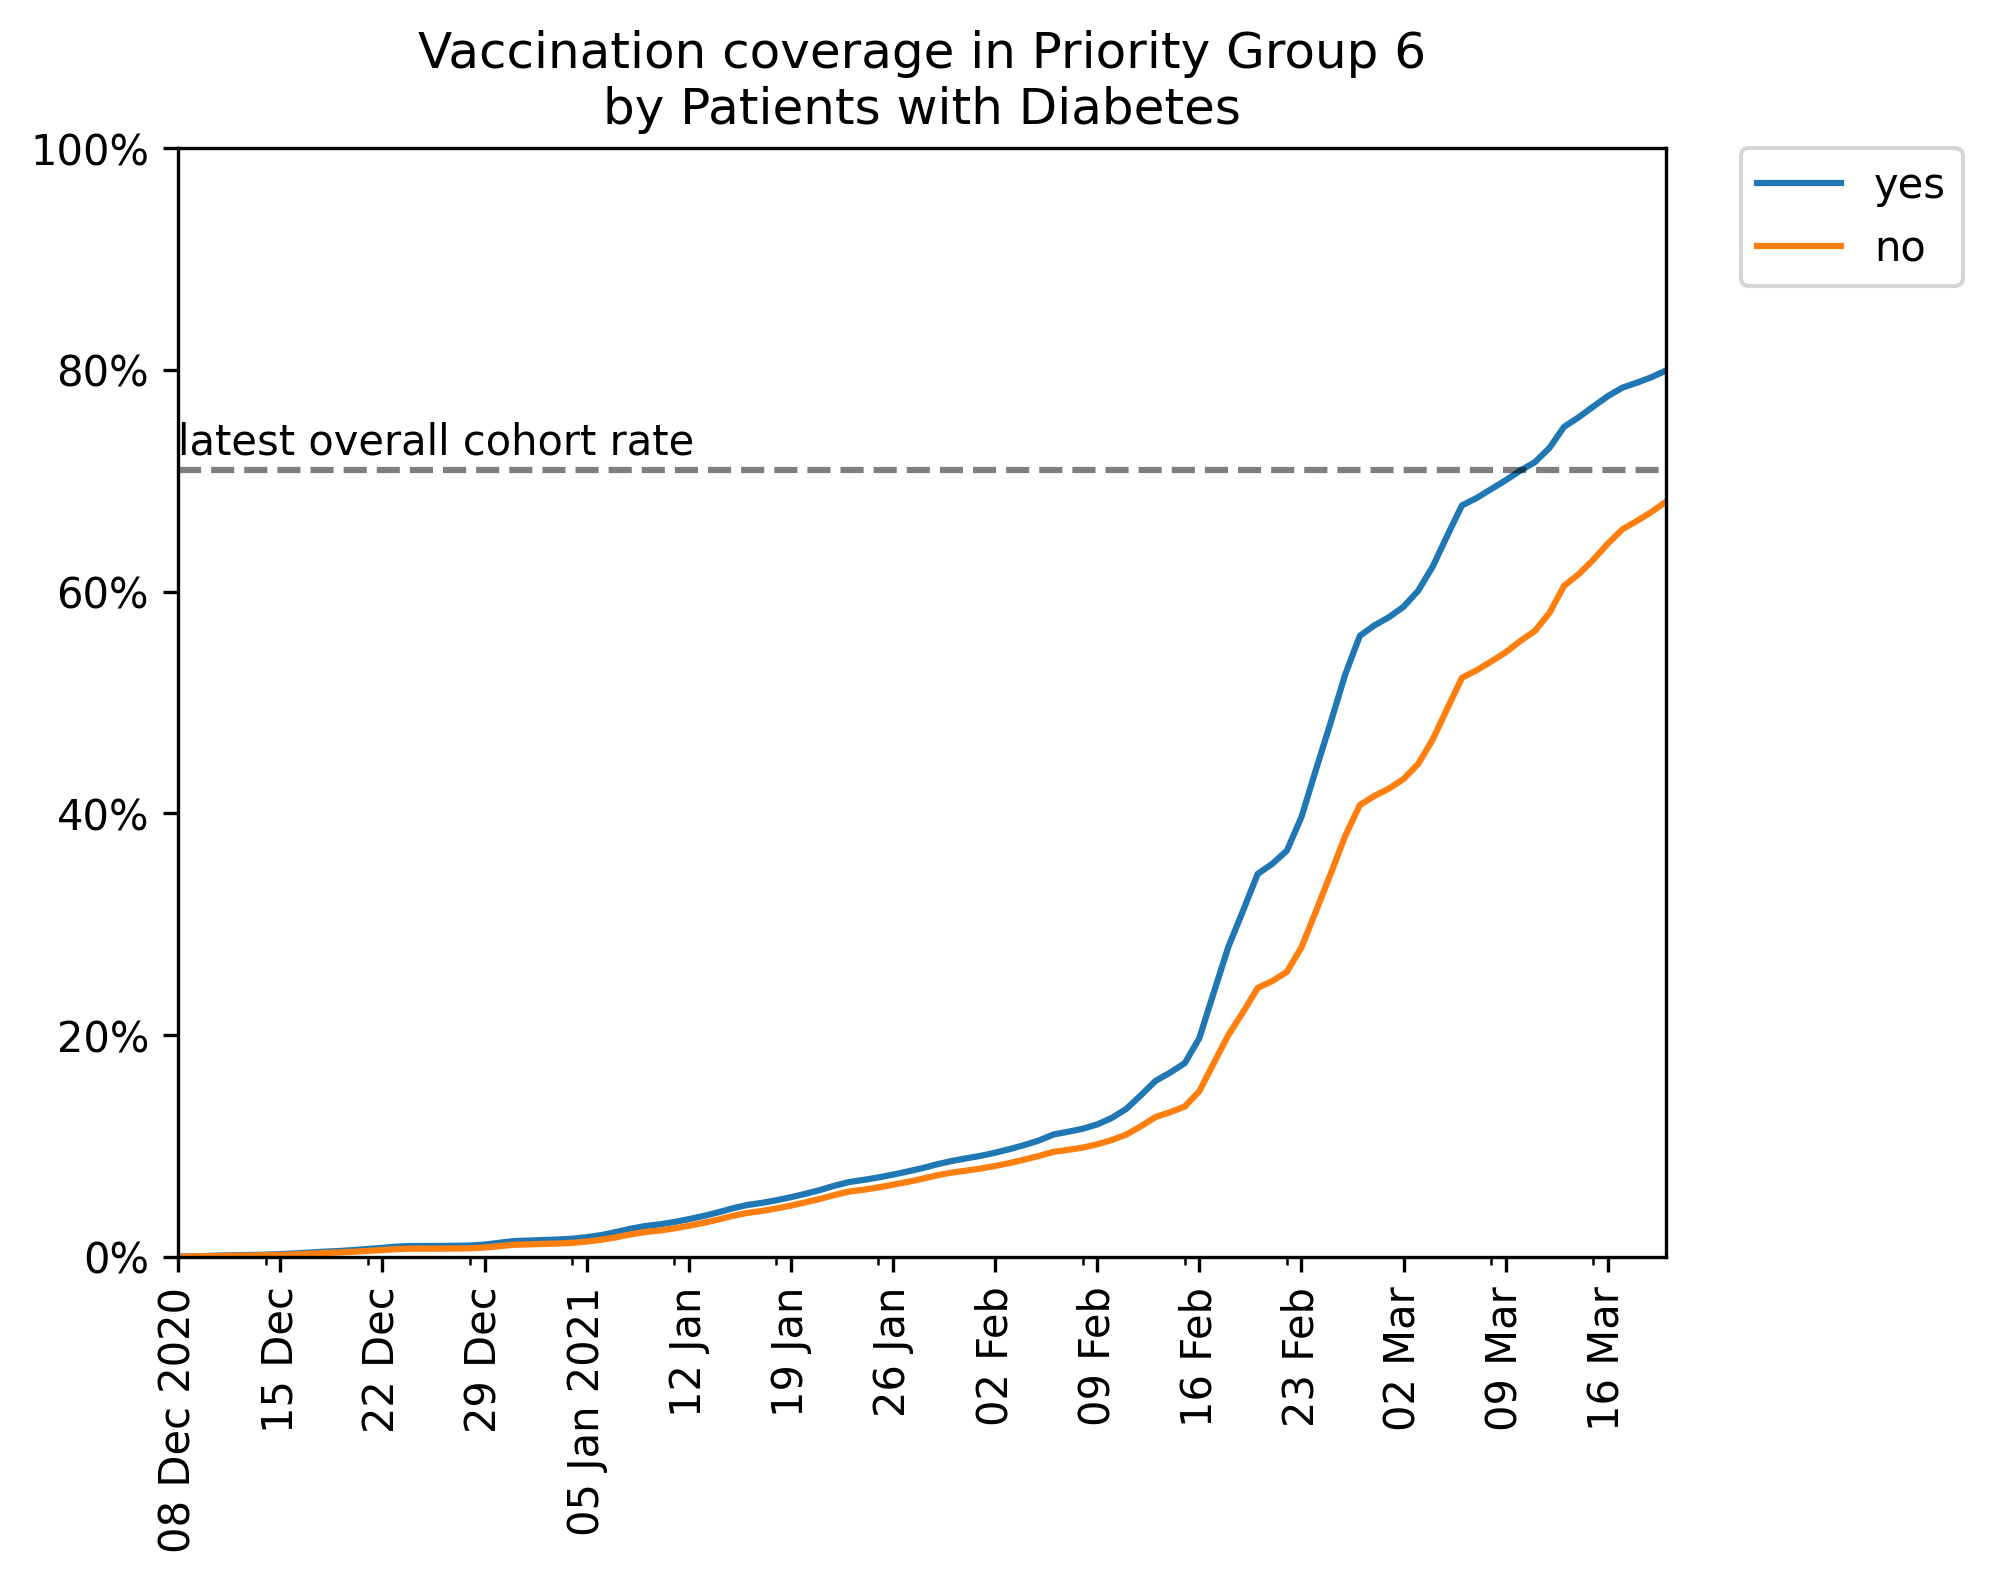 Vaccination coverage in Priority Group 6
by Patients with Diabetes
100%
80%
60%
40%
20%
0%
latest overall cohort rate
yes
no
08 Dec 2020
15 Dec
22 Dec
29 Dec
05 Jan 2021
12 Jan
19 Jan
26 Jan
02 Feb
09 Feb
16 Feb
23 Feb
02 Mar
09 Mar
16 Mar